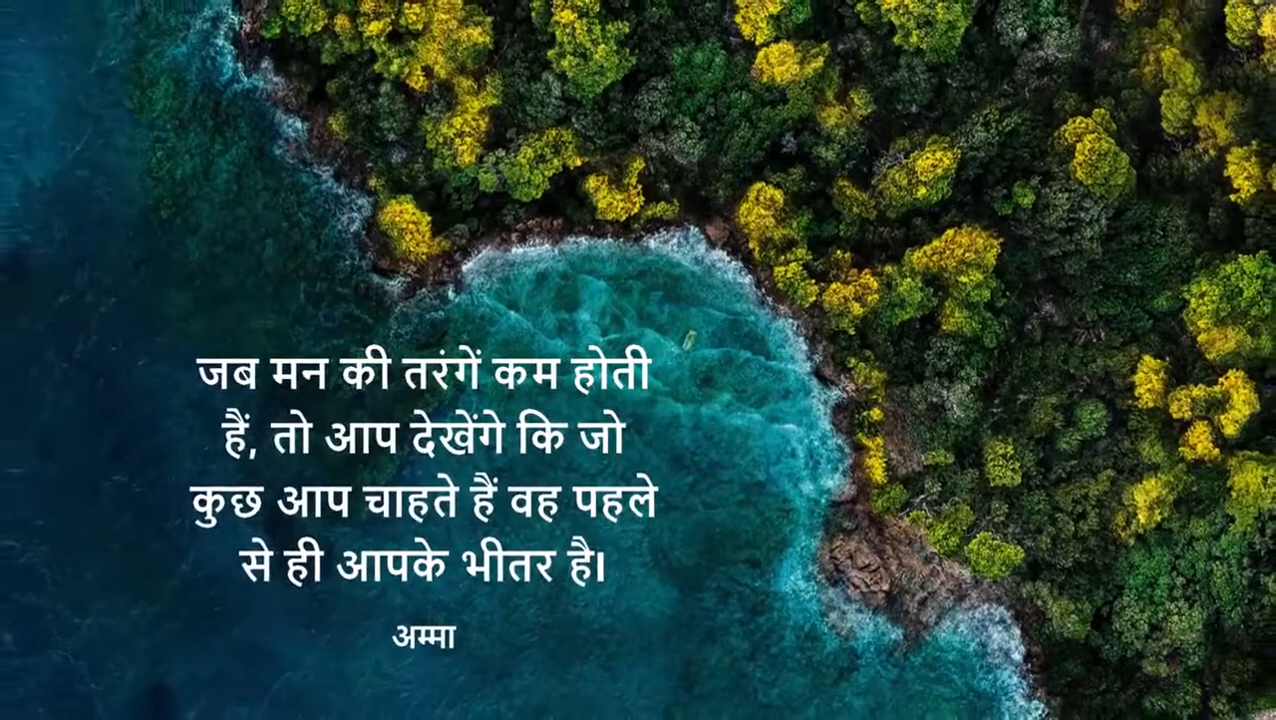 जब मन की तरंगें कम होती
हैं, तो आप देखेंगे कि जो
कुछ आप चाहते हैं वह पहले
से ही आपके भीतर है।
अम्मा